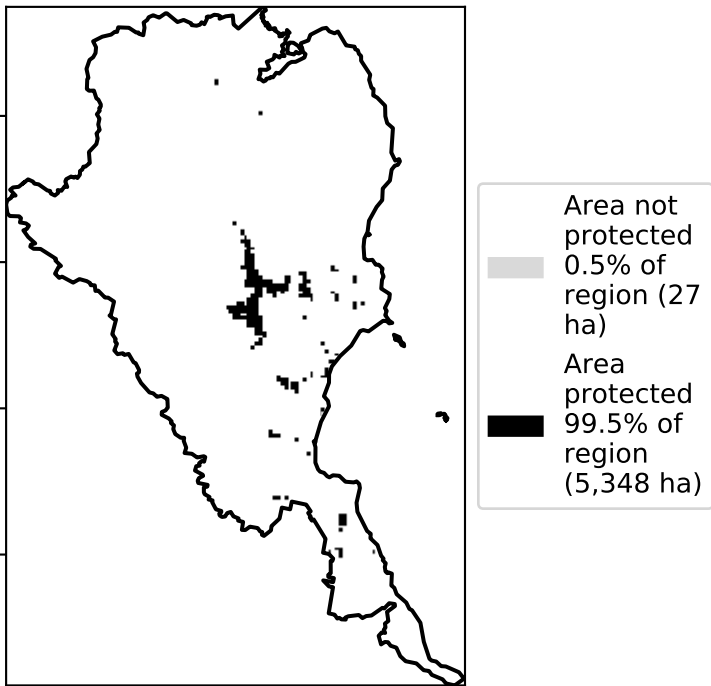 Area not
protected
0.5% of
region (27
ha)
Area
protected
99.5% of
region
(5,348 ha)